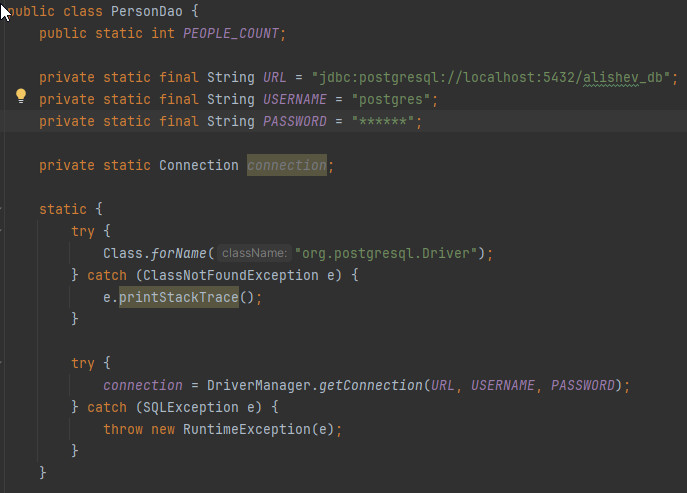 public class PersonDao {
public static int PEOPLE_COUNT;
private static final String URL = "jdbc:postgresql://localhost:5432/alishev_db";
private static final String USERNAME = "postgres";
private static final String PASSWORD = "******";
private static Connection connection;
static {
try {
Class.forName( className: "org.postgresql.Driver");
} catch (ClassNotFoundException e) {
e.printStackTrace();
}
try {
connection = DriverManager.getConnection(URL, USERNAME, PASSWORD);
} catch (SQLException e) {
throw new RuntimeException(e);
}
}